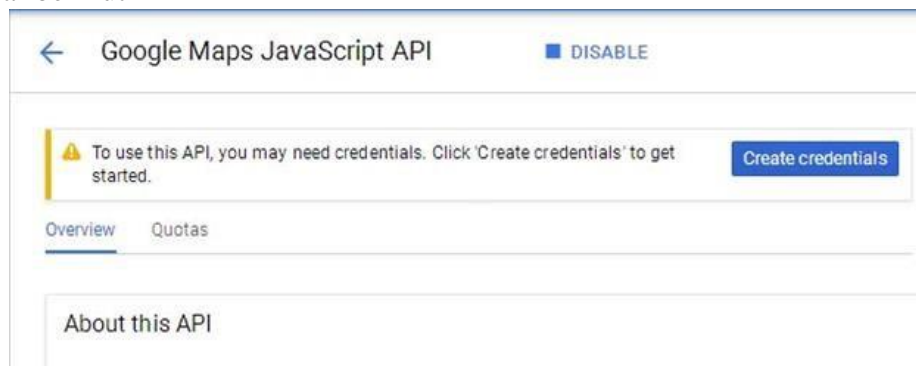 Google Maps JavaScript API DISABLE
To use this API, you may need credentials. Click 'Create credentials' to get
started.
Create credentials
Overview Quotas
About this API